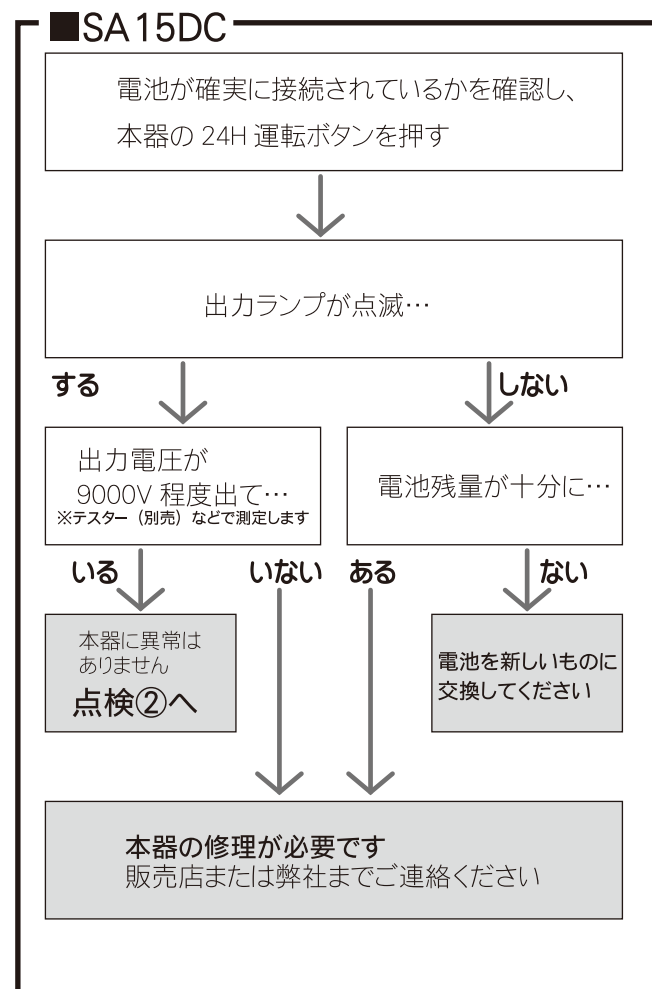 ■SA15DC
電池が確実に接続されているかを確認し、
本器の 24H 運転ボタンを押す
出力ランプが点滅…
する
しない
出力電圧が
9000V 程度出て…
※テスター（別売）などで測定します
電池残量が十分に…
いる
いない
ある
ない
本器に異常は
ありません
点検②へ
電池を新しいものに
交換してください
本器の修理が必要です
販売店または弊社までご連絡ください